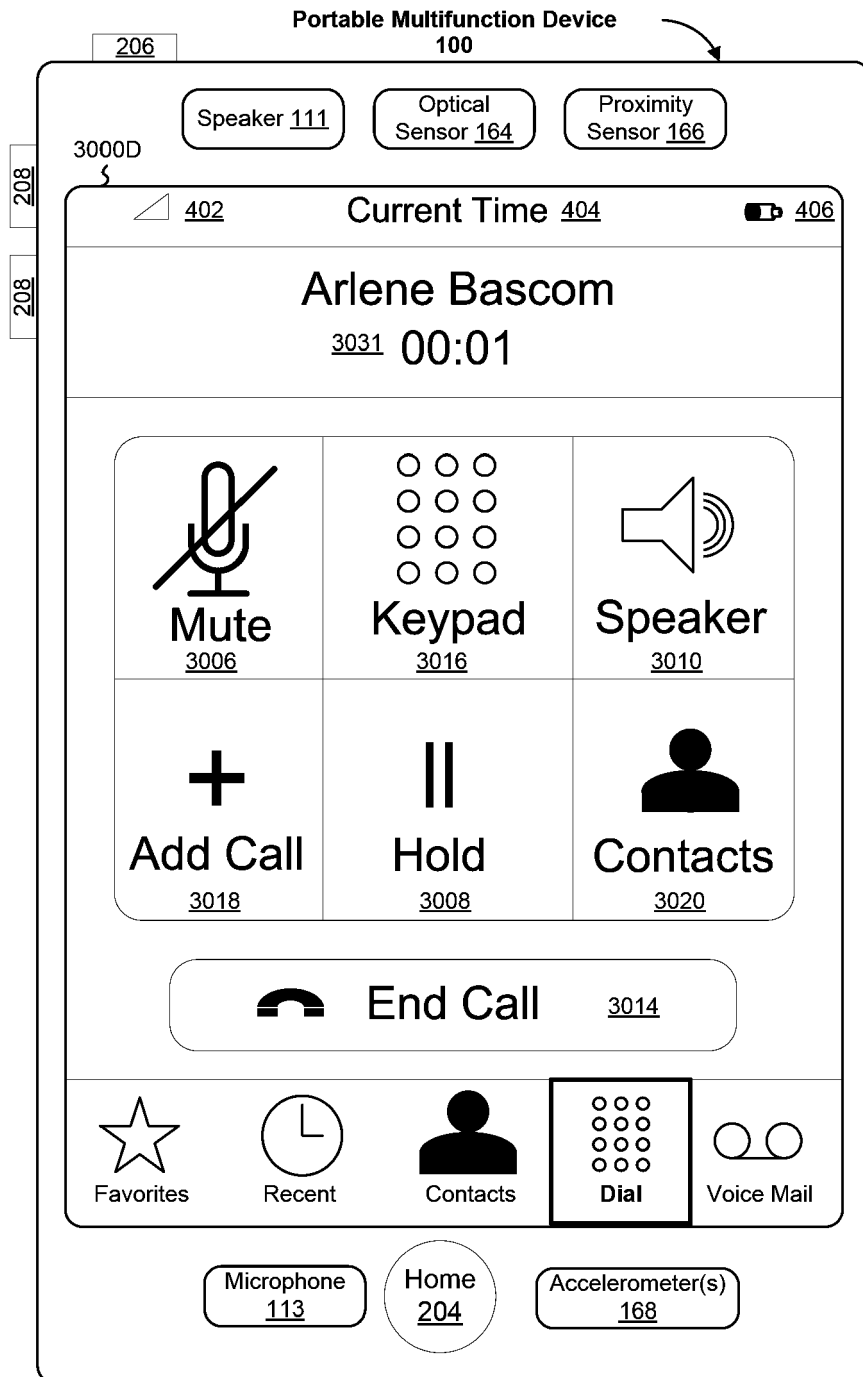 Portable Multifunction Device
100
206
Speaker 111
Optical
Sensor 164
Proximity
Sensor 166
3000D
208
208
402
Current Time 404
406
Arlene Bascom
3031 00:01
Mute
3006
Keypad
3016
Speaker
3010
Add Call
3018
Hold
3008
Contacts
3020
End Call 3014
Favorites
Recent
Contacts
Dial
Voice Mail
Microphone
113
Home
204
Accelerometer(s)
168